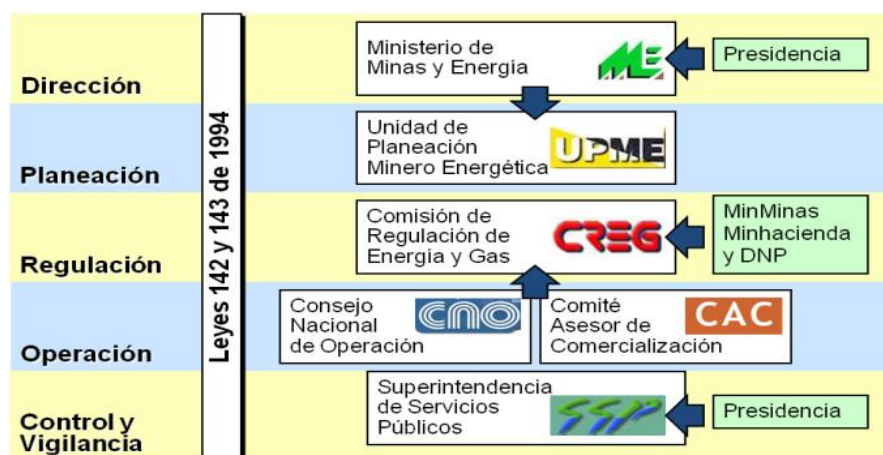 Dirección
Leyes 142 y 143 de 1994
Ministerio de
Minas y Energía
ME
Presidencia
Planeación
Unidad de
Planeación
Minero Energética
UPME
Regulación
Comisión de
Regulación de
Energía y Gas
CREG
MinMinas
Minhacienda
y DNP
Operación
Consejo
Nacional
de Operación
cno
Comité
Asesor de
Comercialización
CAC
Control y
Vigilancia
Superintendencia
de Servicios
Públicos
SSP
Presidencia